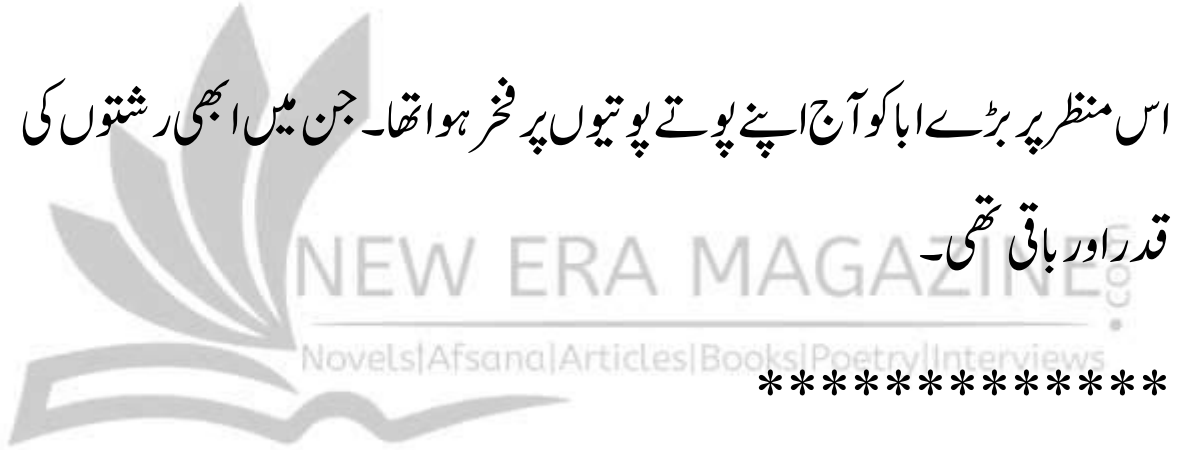 اس منظر پر بڑے ابا کو آج اپنے پوتے پوتیوں پر فخر ہوا تھا۔ جن میں ابھی رشتوں کی
قدر اور باقی تھی۔
NEW ERA MAGAZINE.com
Novels|Afsana|Articles|Books|Poetry|Interviews
*************